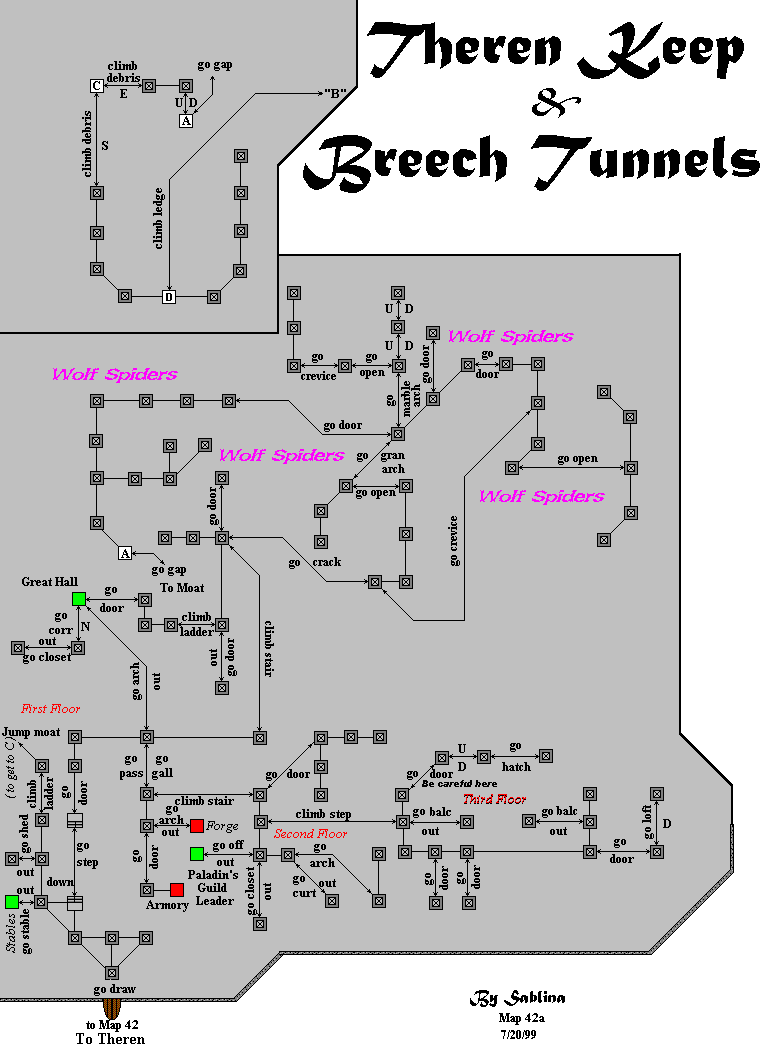 Theren Keep
&
Breech Tunnels
climb
debris
E
go gap
C
U D
A
"B"
climb debris
S
climb ledge
D
Wolf Spiders
U D
U D
go
crevice
go
open
go
marble
arch
go door
Wolf Spiders
go
door
go door
Wolf Spiders
go
gran
arch
go open
go open
Wolf Spiders
go door
go crevice
A
go gap
go
crack
Great Hall
go
door
To Moat
go
corr
N
out
go closet
climb
ladder
out
go door
climb stair
go arch
out
First Floor
Jump moat
(to get to C)
climb
ladder
go
door
go
pass
go
gall
go
door
U
D
go
hatch
go
door
Be careful here
Third Floor
climb stair
go shed
out
out
go
arch
out
Forge
climb step
Second Floor
go balc
out
go balc
out
go loft
D
go
step
go
door
go off
out
Paladin's
Guild
Leader
go
arch
go
door
down
Armory
go closet
out
go
curt
out
go
door
go
door
Stables
go stable
go draw
to Map 42
To Theren
By Sablina
Map 42a
7/20/99